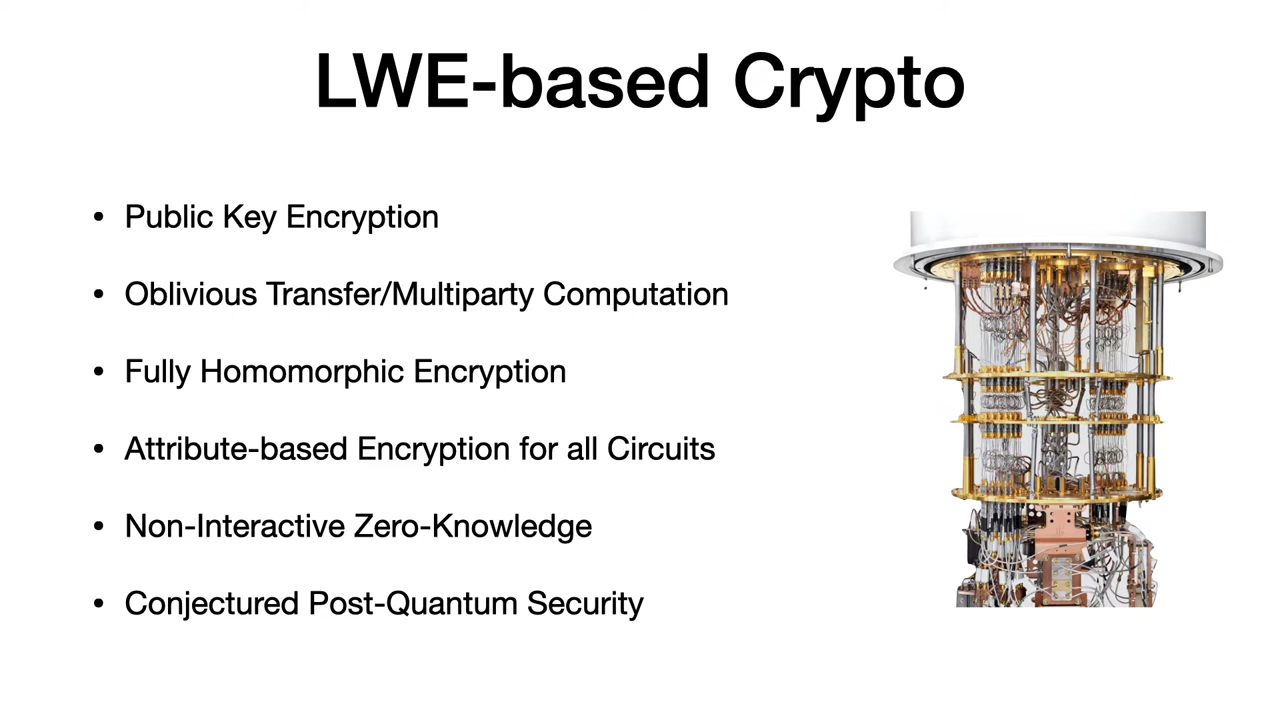 LWE-based Crypto
• Public Key Encryption
• Oblivious Transfer/Multiparty Computation
• Fully Homomorphic Encryption
• Attribute-based Encryption for all Circuits
• Non-Interactive Zero-Knowledge
• Conjectured Post-Quantum Security